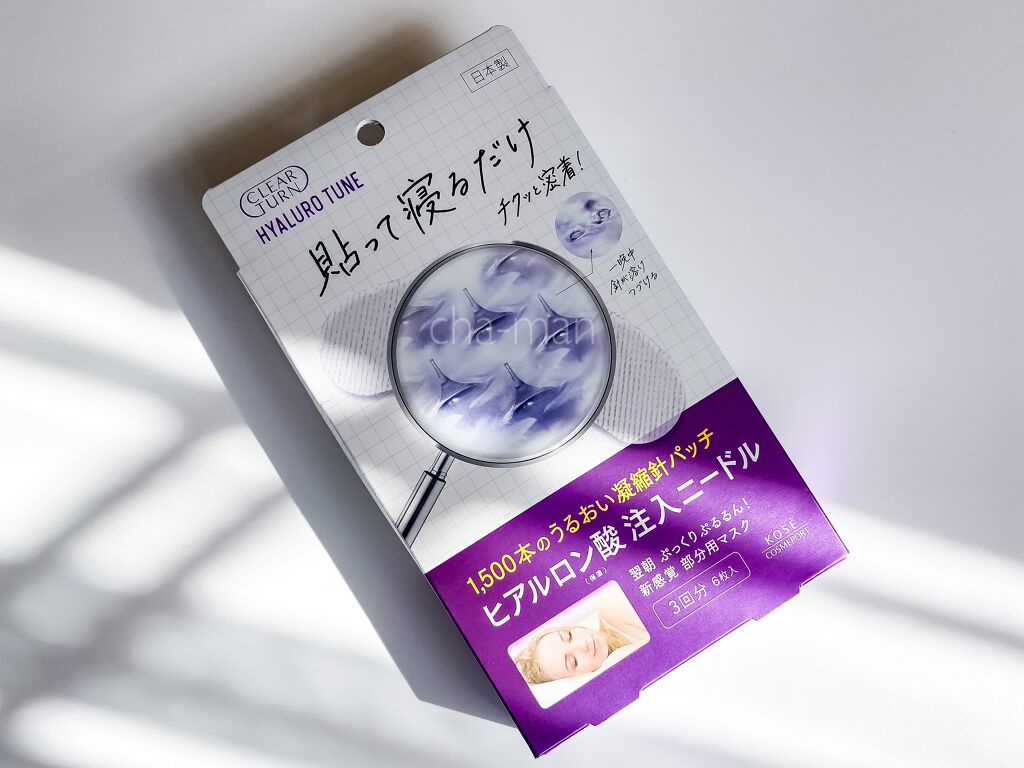 日本製
CLEAR
TURN
HYALURO TUNE
貼って寝るだけ
チクッと密着!
一晩中
針が溶け
つづける
cha-man
1,500本のうるおい凝縮針パッチ
ヒアルロン酸 注入ニードル
(保湿)
翌朝 ぷっくりぷるるん!
新感覚 部分用マスク
3回分 6枚入
KOSÉ
COSMEPORT